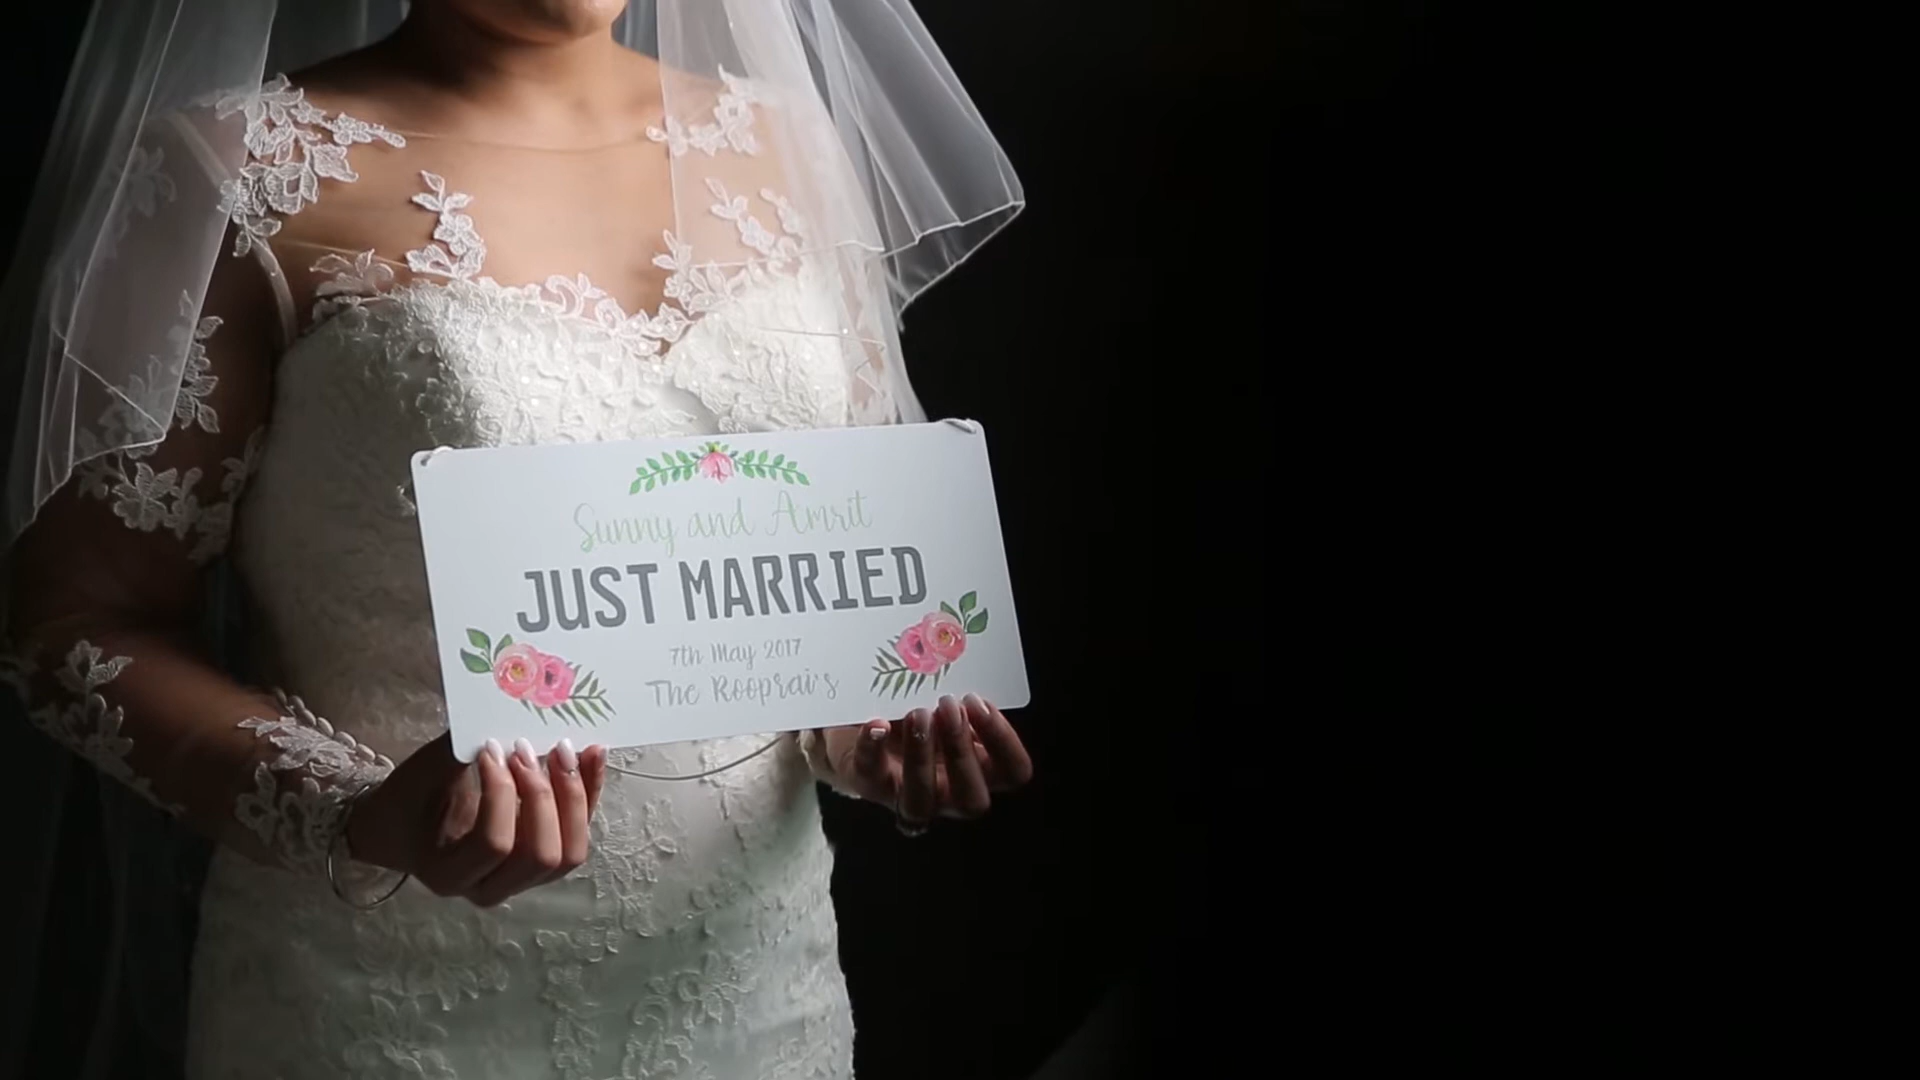 Sunny and Amrit
JUST MARRIED
7th May 2017
The Rooprai's